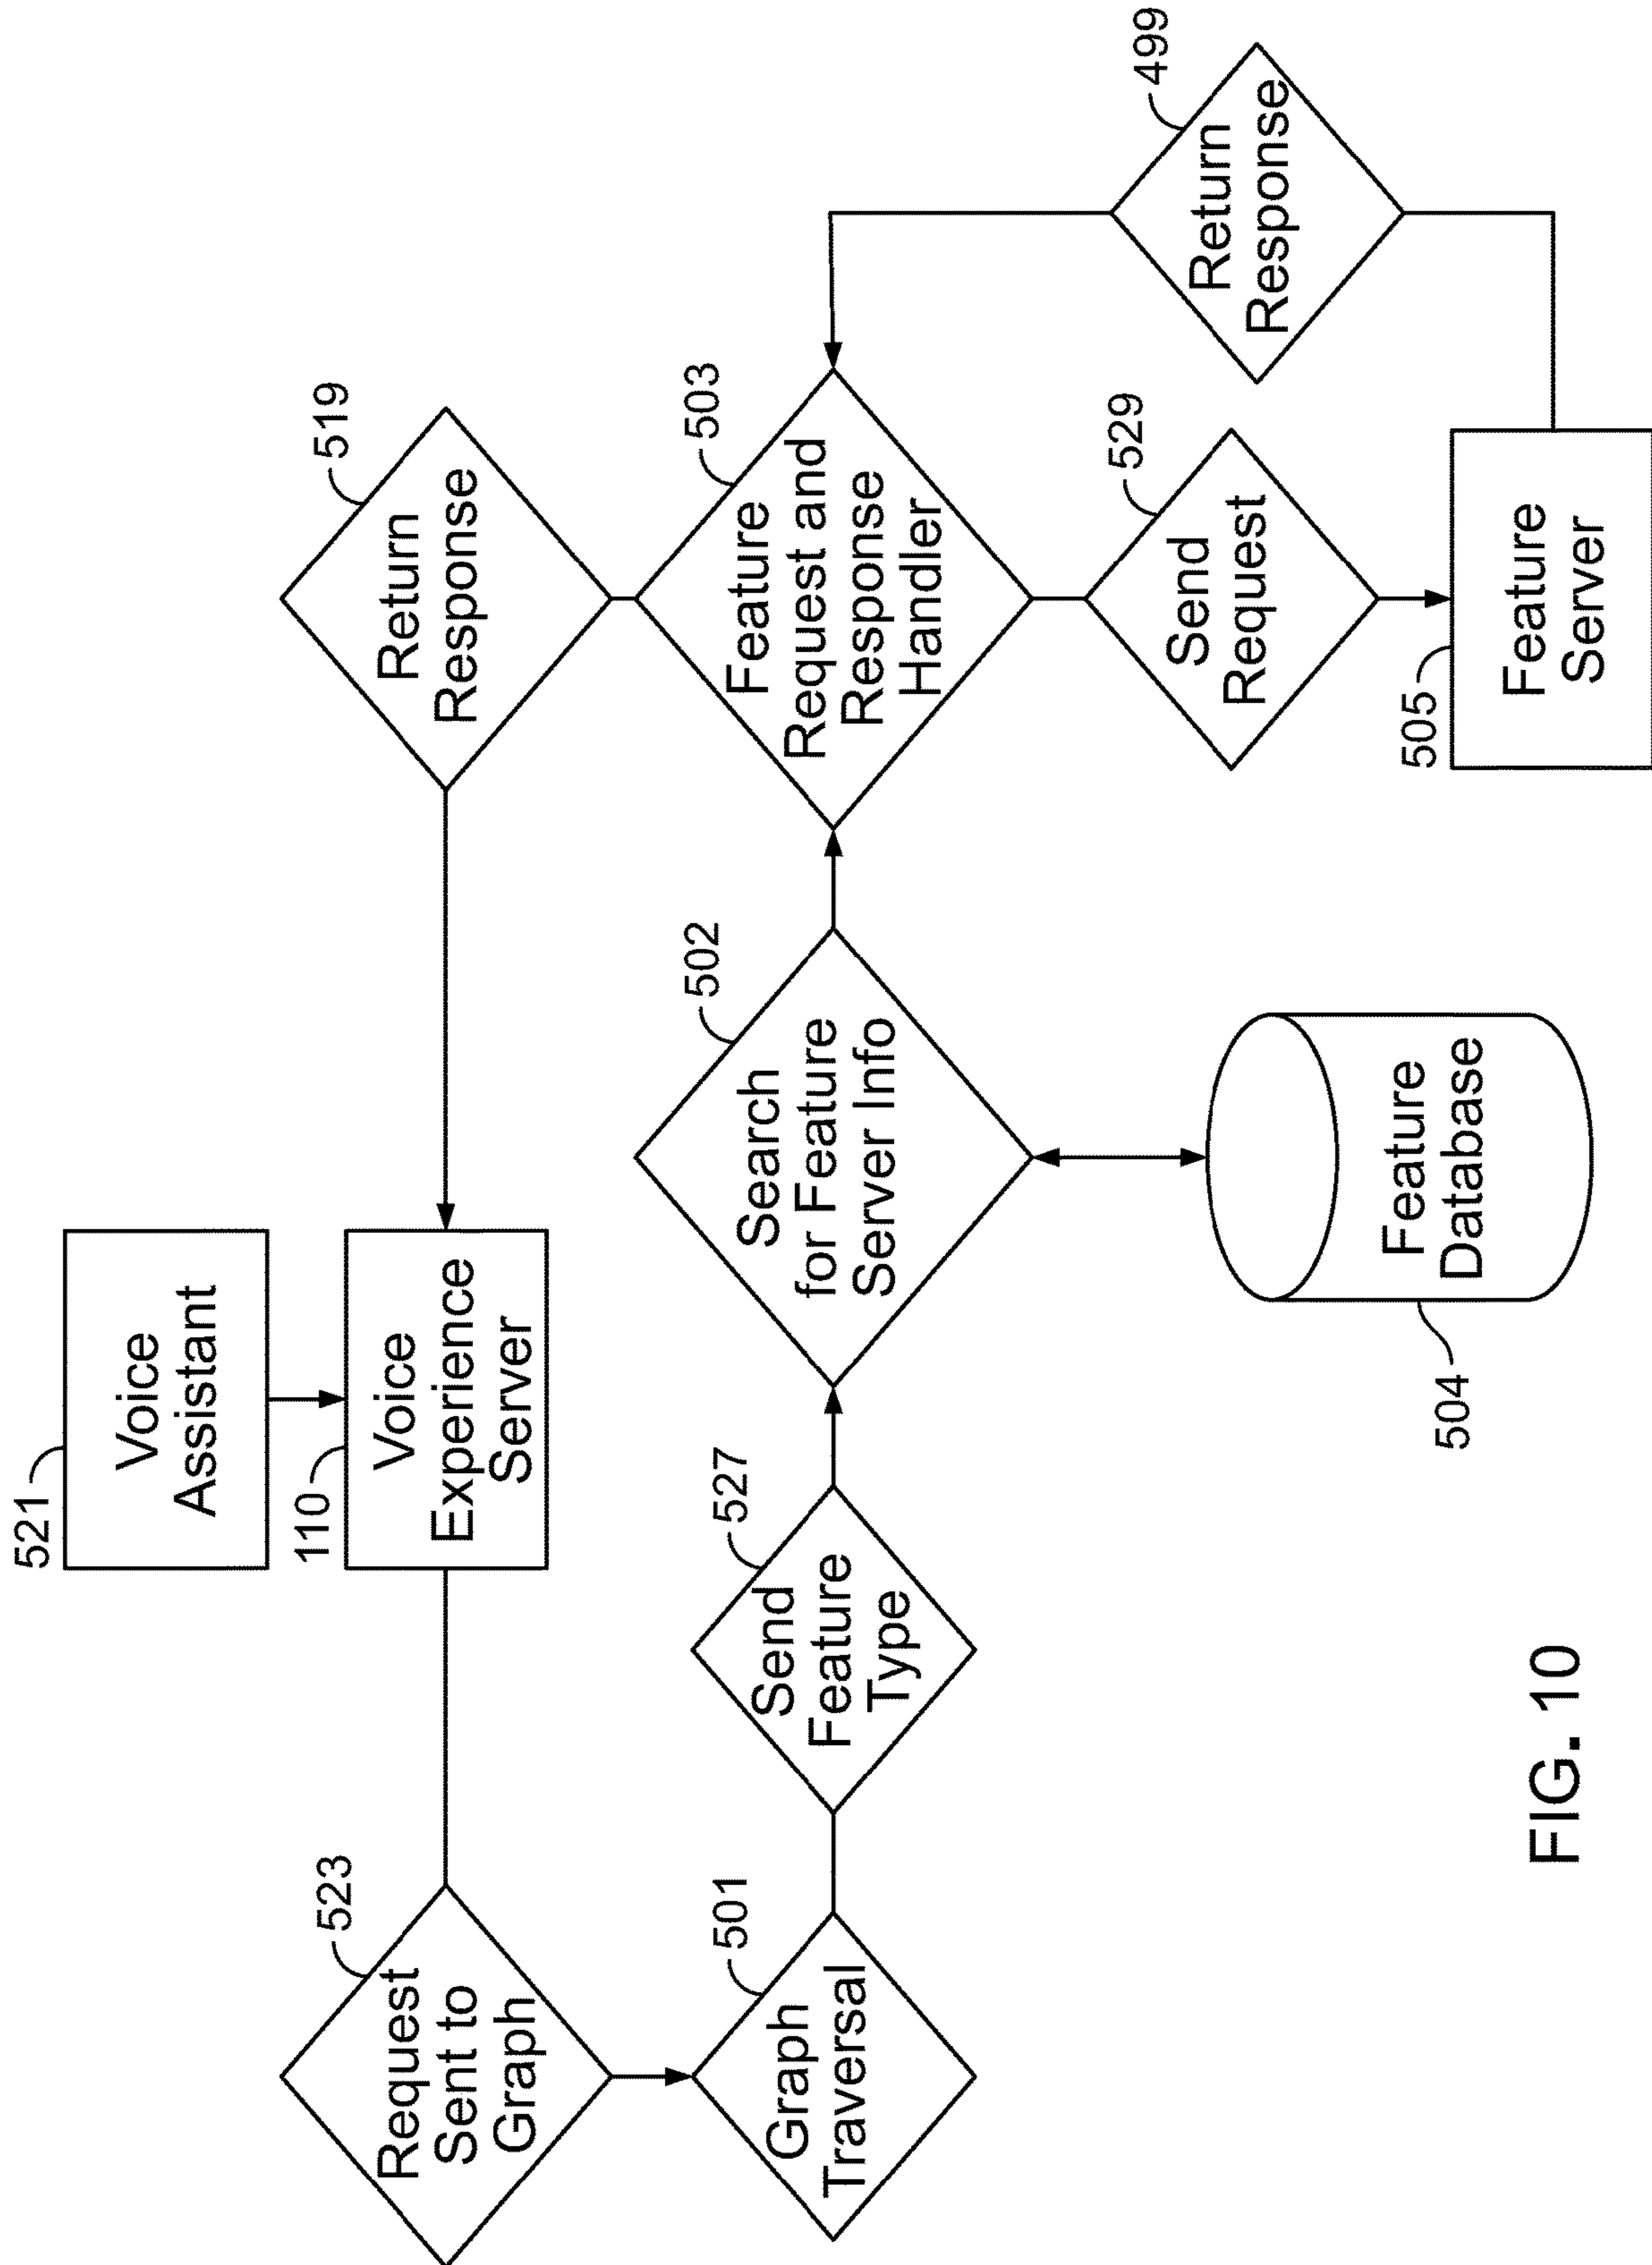 521
Voice
Assistant
110
Voice
Experience
Server
523
Request
Sent to
Graph
519
Return
Response
501
Graph
Traversal
527
Send
Feature
Type
502
Search
for Feature
Server Info
503
Feature
Request and
Response
Handler
504
Feature
Database
529
Send
Request
499
Return
Response
505
Feature
Server
FIG. 10